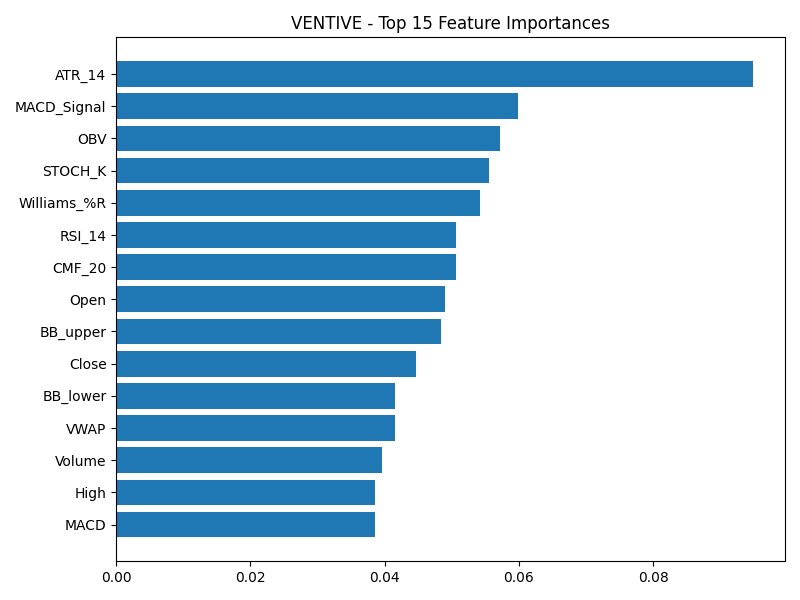 VENTIVE - Top 15 Feature Importances
ATR_14
MACD_Signal
OBV
STOCH_K
Williams_%R
RSI_14
CMF_20
Open
BB_upper
Close
BB_lower
VWAP
Volume
High
MACD
0.00 0.02 0.04 0.06 0.08